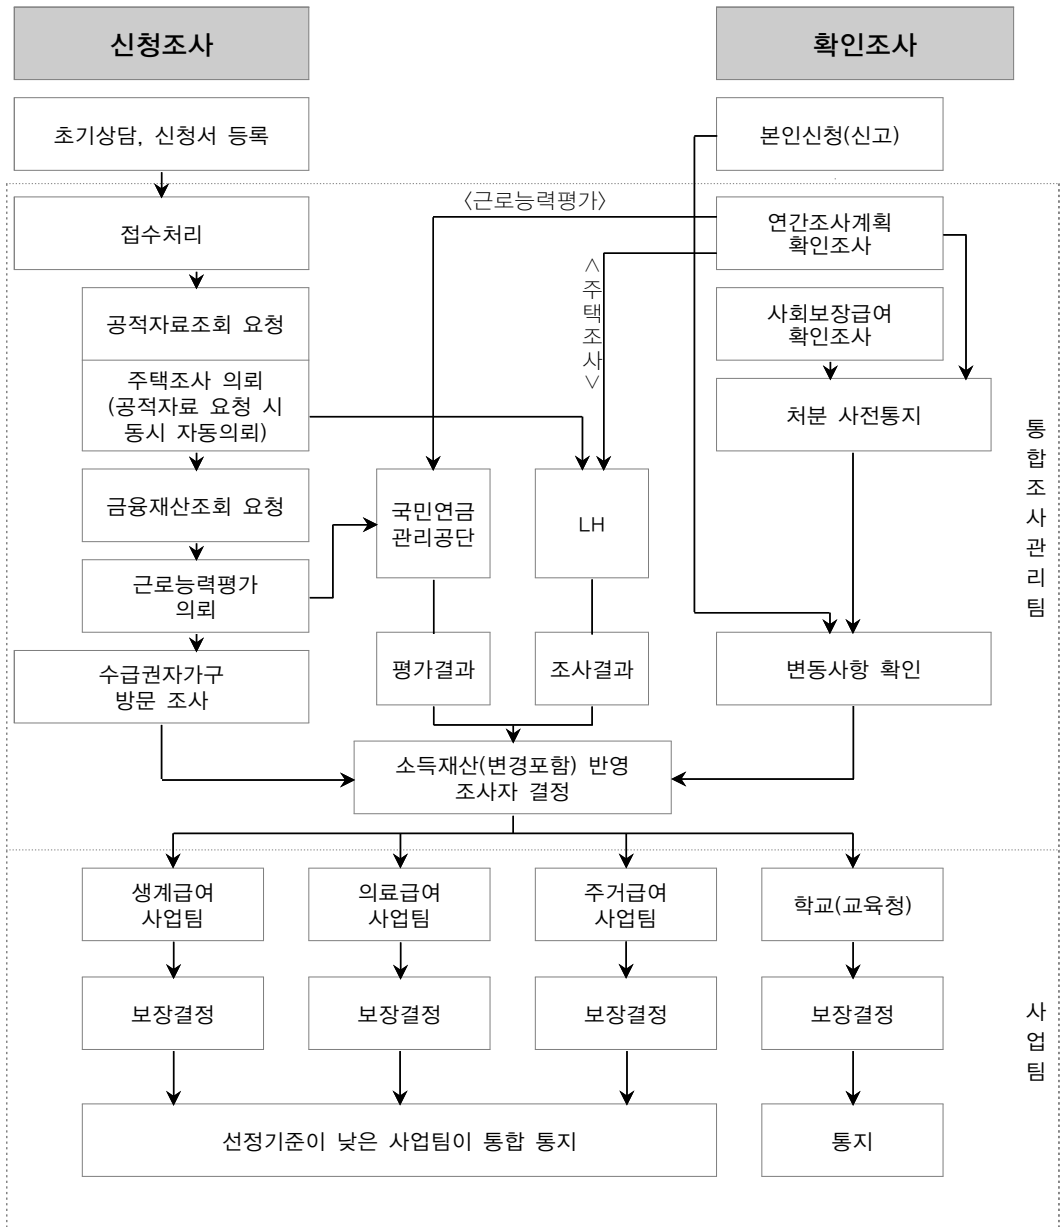 신청조사
확인조사
초기상담, 신청서 등록
본인신청(신고)
〈근로능력평가〉
접수처리
연간조사계획
확인조사
〈주택조사〉
공적자료조회 요청
사회보장급여
확인조사
주택조사 의뢰
(공적자료 요청 시
동시 자동의뢰)
처분 사전통지
통합조사관리팀
금융재산조회 요청
국민연금
관리공단
LH
근로능력평가
의뢰
수급권자가구
방문 조사
평가결과
조사결과
변동사항 확인
소득재산(변경포함) 반영
조사자 결정
생계급여
사업팀
의료급여
사업팀
주거급여
사업팀
학교(교육청)
보장결정
보장결정
보장결정
보장결정
사업팀
선정기준이 낮은 사업팀이 통합 통지
통지